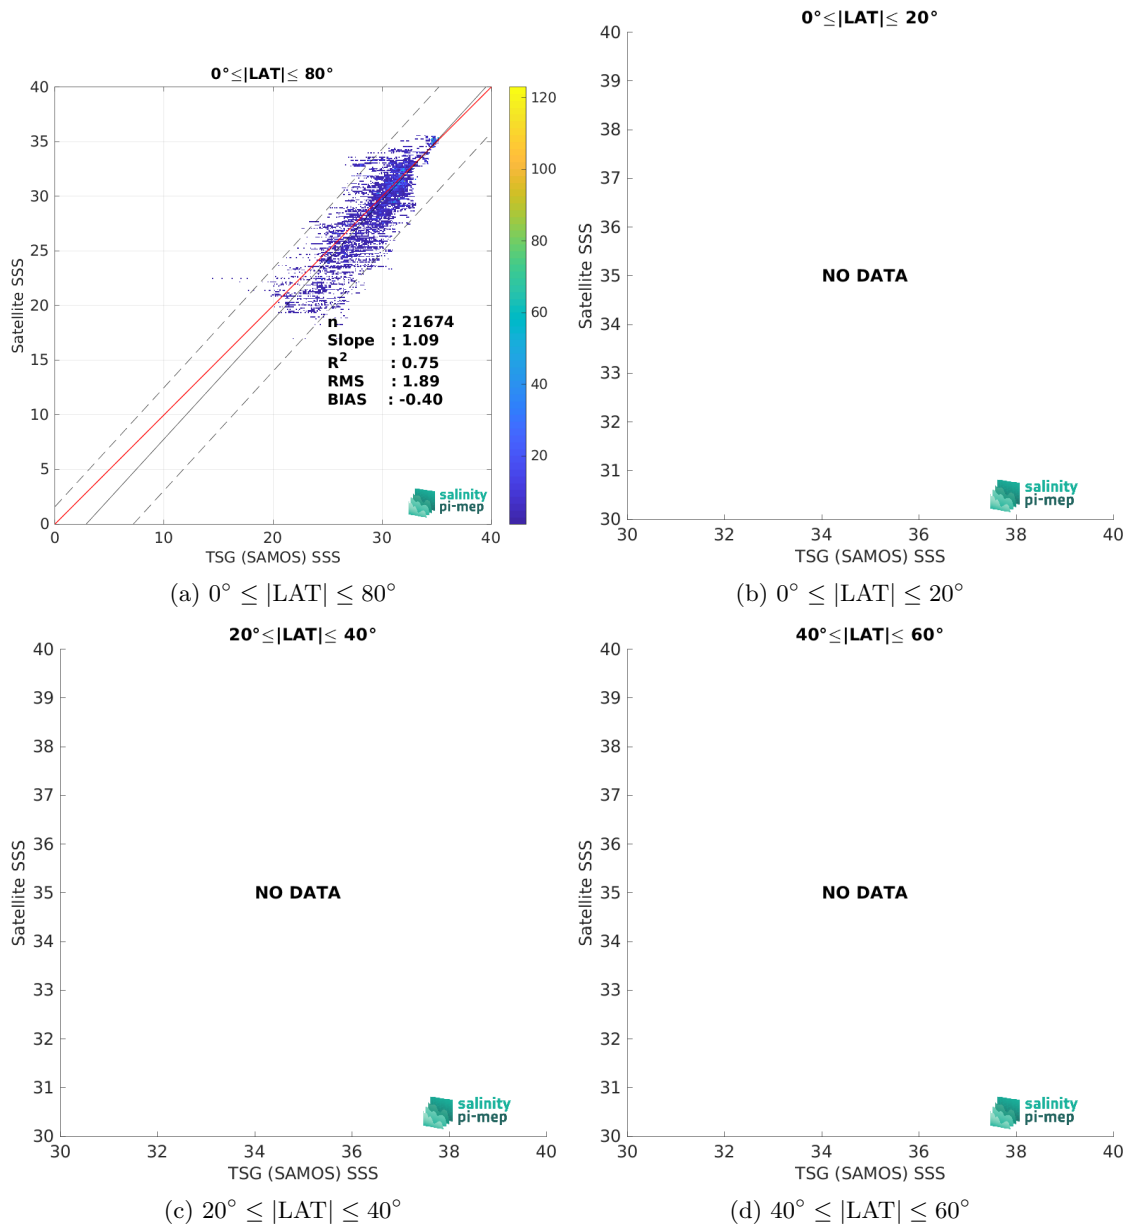 0°≤|LAT|≤ 80°
40
35
30
25
20
15
10
5
0
Satellite SSS
0
10
20
30
40
TSG (SAMOS) SSS
n : 21674
Slope : 1.09
R² : 0.75
RMS : 1.89
BIAS : -0.40
salinity
pi-mep
120
100
80
60
40
20
(a) 0° ≤ |LAT| ≤ 80°
0°≤|LAT|≤ 20°
40
39
38
37
36
35
34
33
32
31
30
Satellite SSS
NO DATA
salinity
pi-mep
30
32
34
36
38
40
TSG (SAMOS) SSS
(b) 0° ≤ |LAT| ≤ 20°
20°≤|LAT|≤ 40°
40
39
38
37
36
35
34
33
32
31
30
Satellite SSS
NO DATA
salinity
pi-mep
30
32
34
36
38
40
TSG (SAMOS) SSS
(c) 20° ≤ |LAT| ≤ 40°
40°≤|LAT|≤ 60°
40
39
38
37
36
35
34
33
32
31
30
Satellite SSS
NO DATA
salinity
pi-mep
30
32
34
36
38
40
TSG (SAMOS) SSS
(d) 40° ≤ |LAT| ≤ 60°